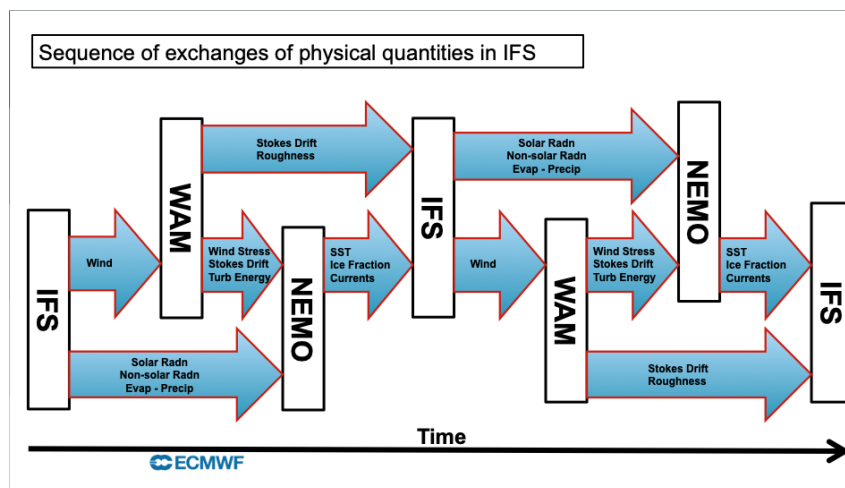 Sequence of exchanges of physical quantities in IFS
IFS
Wind
Solar Radn
Non-solar Radn
Evap - Precip
WAM
Stokes Drift
Roughness
Wind Stress
Stokes Drift
Turb Energy
NEMO
SST
Ice Fraction
Currents
IFS
Solar Radn
Non-solar Radn
Evap - Precip
Wind
WAM
Wind Stress
Stokes Drift
Turb Energy
Stokes Drift
Roughness
NEMO
SST
Ice Fraction
Currents
IFS
Time
ECMWF